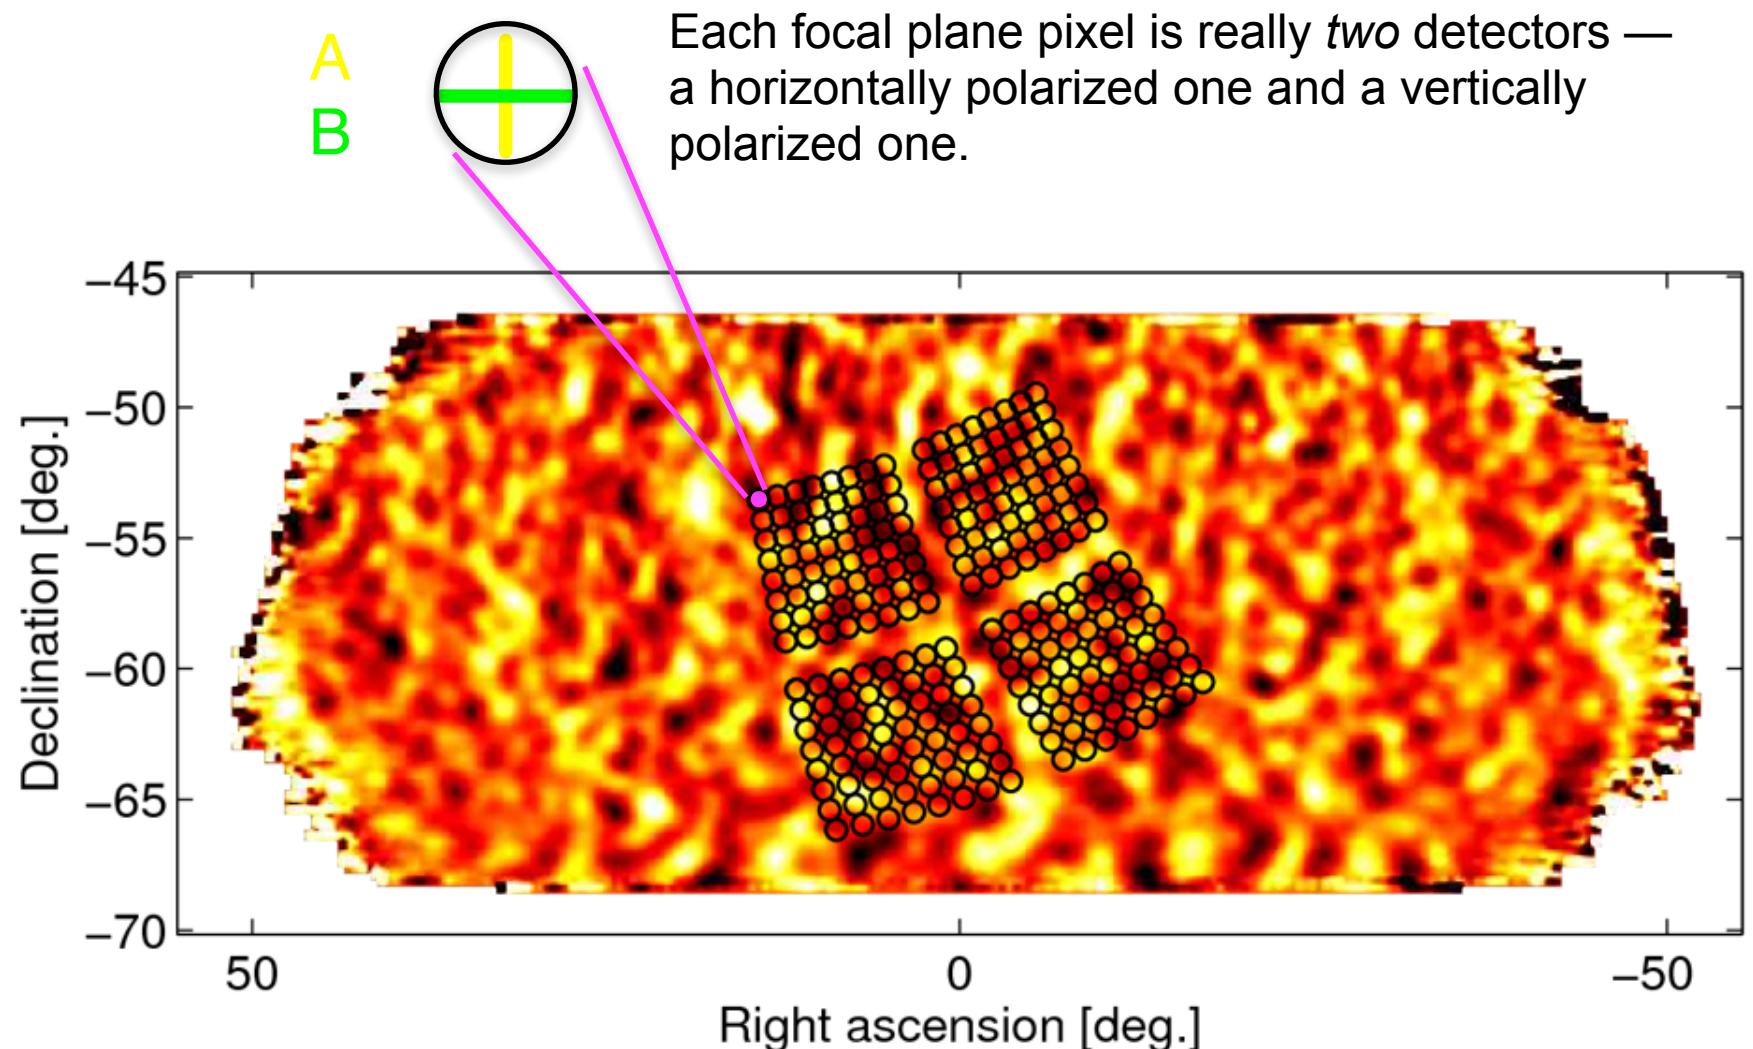 A
B
Each focal plane pixel is really two detectors —
a horizontally polarized one and a vertically
polarized one.
−45
−50
−55
−60
−65
−70
Declination [deg.]
50
0
−50
Right ascension [deg.]